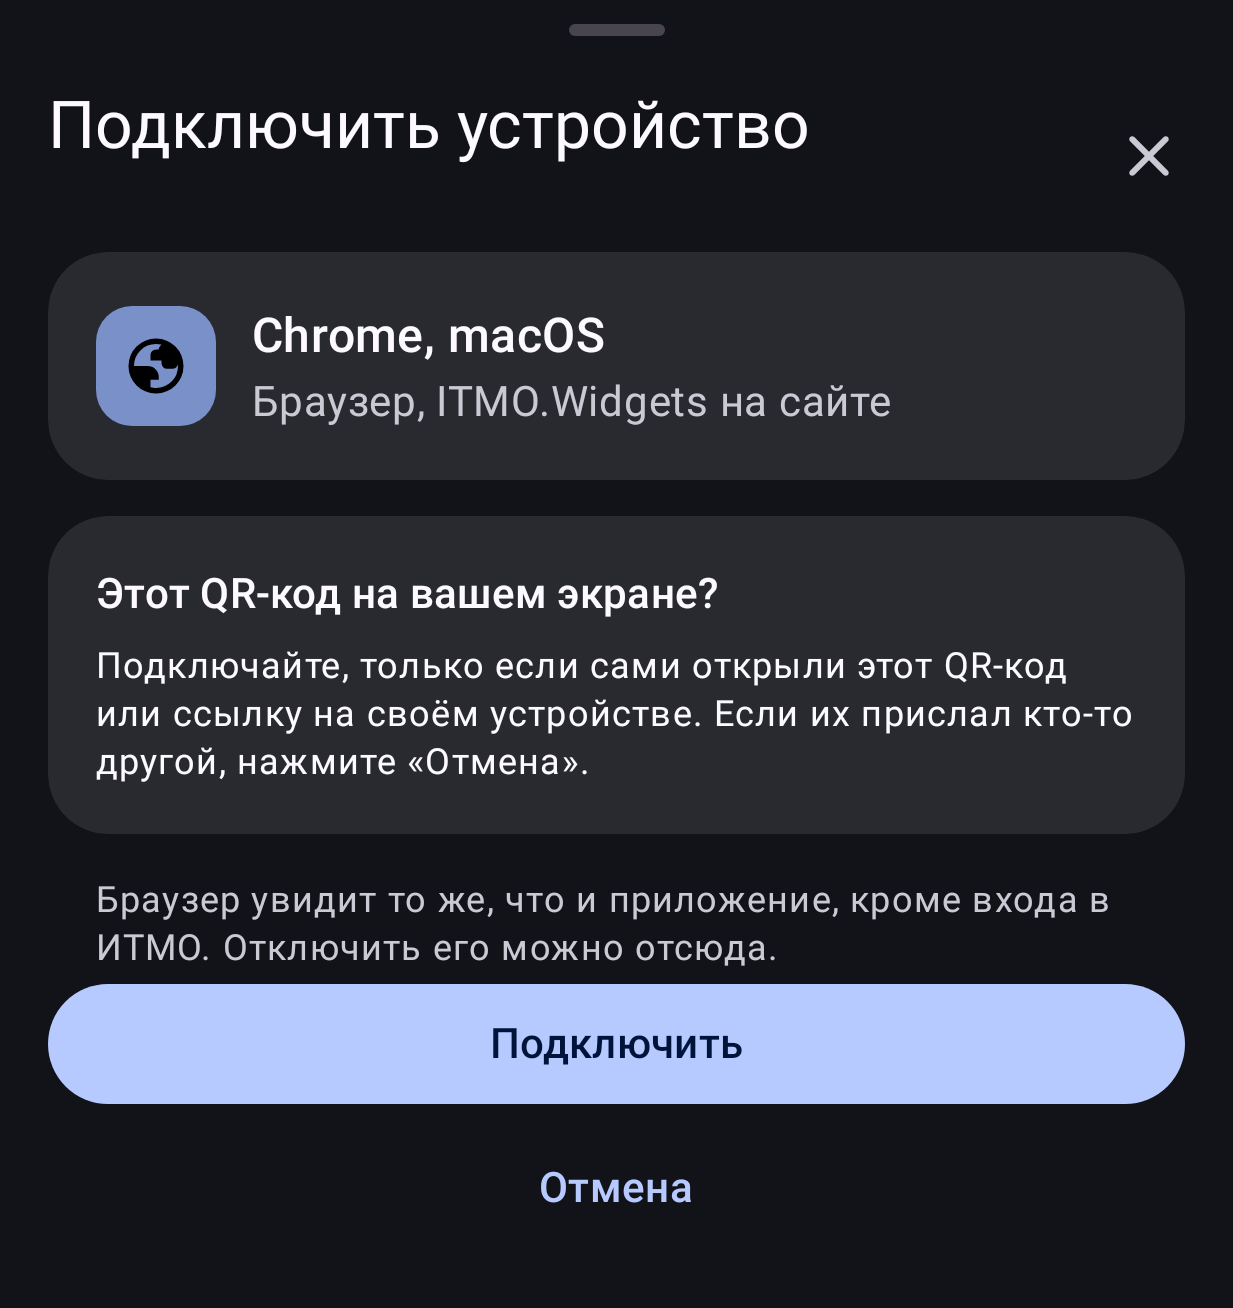 Подключить устройство
Chrome, macOS
Браузер, ITMO.Widgets на сайте
Этот QR-код на вашем экране?
Подключайте, только если сами открыли этот QR-код
или ссылку на своём устройстве. Если их прислал кто-то
другой, нажмите «Отмена».
Браузер увидит то же, что и приложение, кроме входа в
ИТМО. Отключить его можно отсюда.
Подключить
Отмена